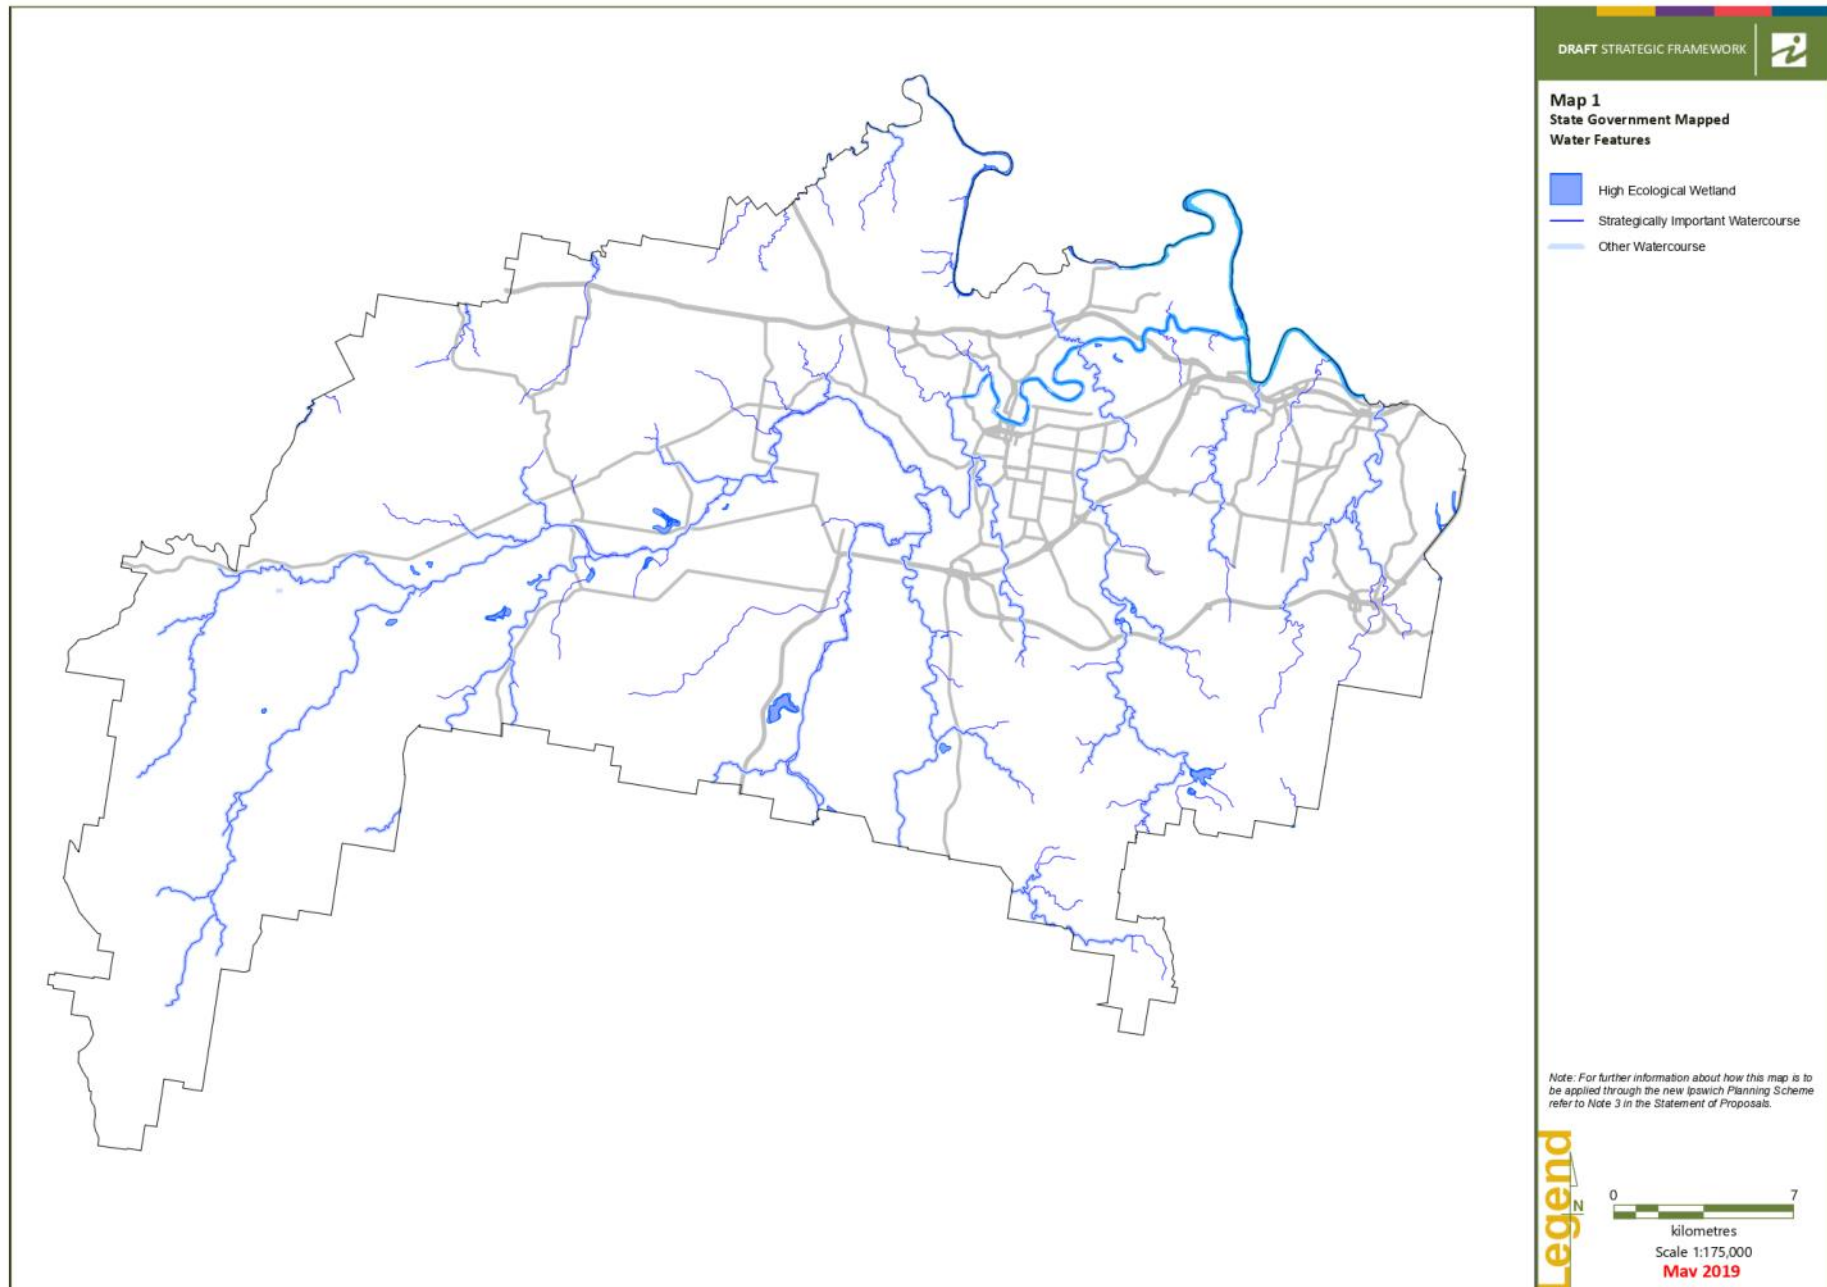 DRAFT STRATEGIC FRAMEWORK
Map 1
State Government Mapped
Water Features
High Ecological Wetland
Strategically Important Watercourse
Other Watercourse
Note: For further information about how this map is to
be applied through the new Ipswich Planning Scheme
refer to Note 3 in the Statement of Proposals.
Legend
N
0 7
kilometres
Scale 1:175,000
May 2019